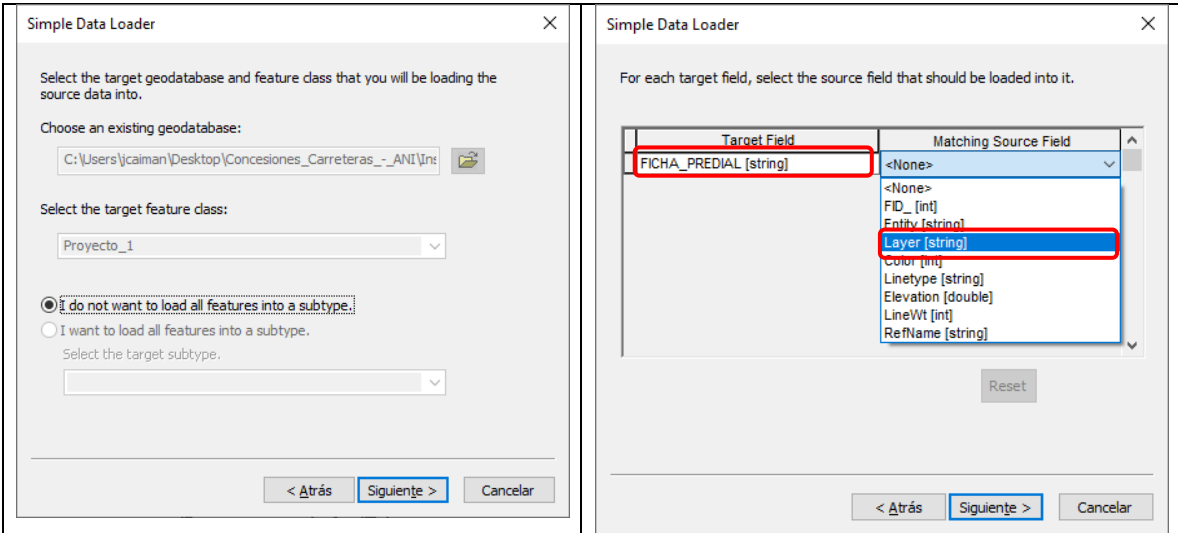 Simple Data Loader
Select the target geodatabase and feature class that you will be loading the
source data into.
Choose an existing geodatabase:
C:\Users\jcaiman\Desktop\Concesiones_Carreteras_-_ANI\Ins
Select the target feature class:
Proyecto_1
I do not want to load all features into a subtype.
I want to load all features into a subtype.
Select the target subtype.
< Atrás
Siguiente >
Cancelar
Simple Data Loader
For each target field, select the source field that should be loaded into it.
Target Field
Matching Source Field
FICHA_PREDIAL [string]
<None>
<None>
FID_ [int]
Entity [string]
Layer [string]
Color [int]
Linetype [string]
Elevation [double]
LineWt [int]
RefName [string]
Reset
< Atrás
Siguiente >
Cancelar